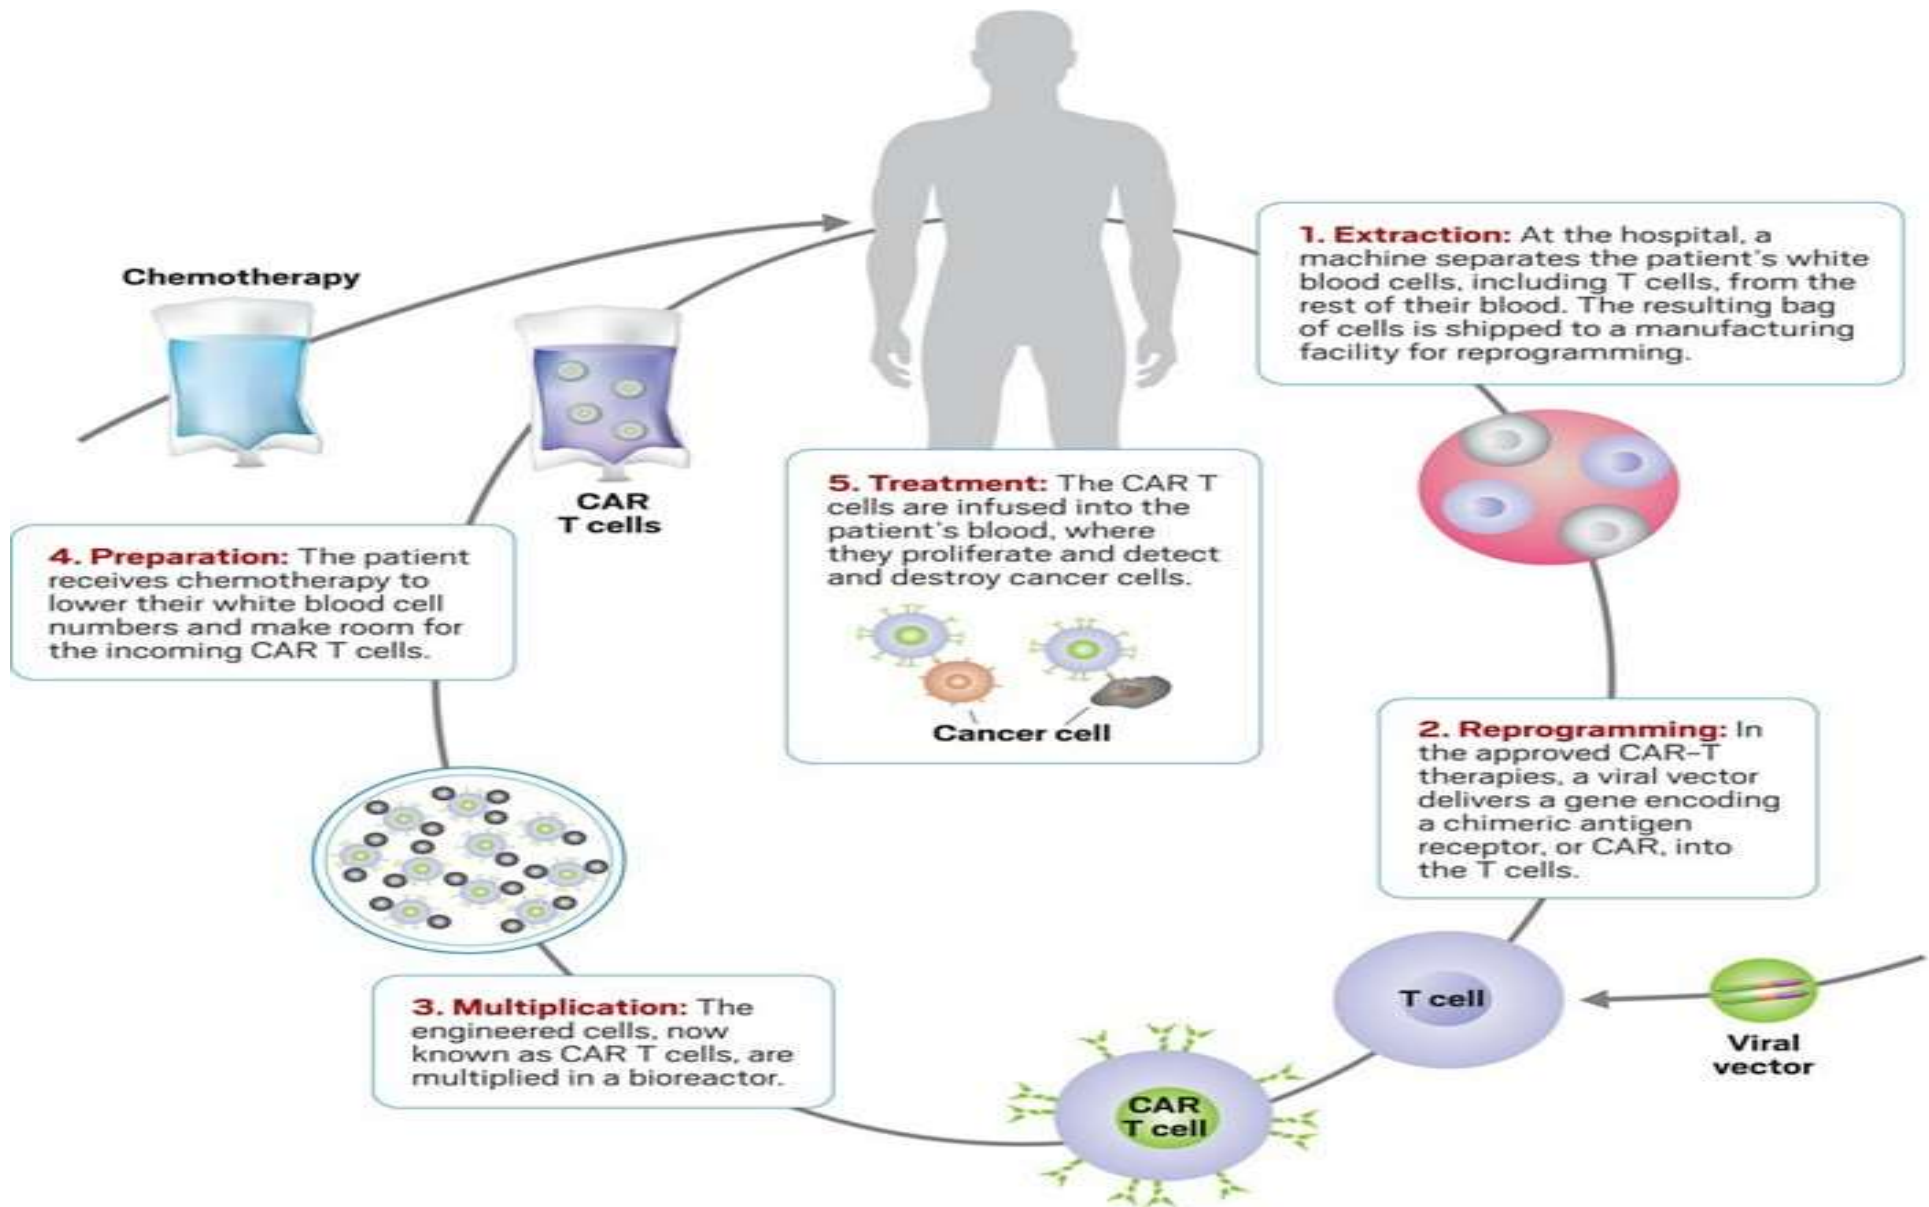 1. Extraction: At the hospital, a
machine separates the patient's white
blood cells, including T cells, from the
rest of their blood. The resulting bag
of cells is shipped to a manufacturing
facility for reprogramming.
2. Reprogramming: In
the approved CAR–T
therapies, a viral vector
delivers a gene encoding
a chimeric antigen
receptor, or CAR, into
the T cells.
T cell
Viral
vector
CAR
T cell
3. Multiplication: The
engineered cells, now
known as CAR T cells, are
multiplied in a bioreactor.
4. Preparation: The patient
receives chemotherapy to
lower their white blood cell
numbers and make room for
the incoming CAR T cells.
Chemotherapy
CAR
T cells
5. Treatment: The CAR T
cells are infused into the
patient's blood, where
they proliferate and detect
and destroy cancer cells.
Cancer cell